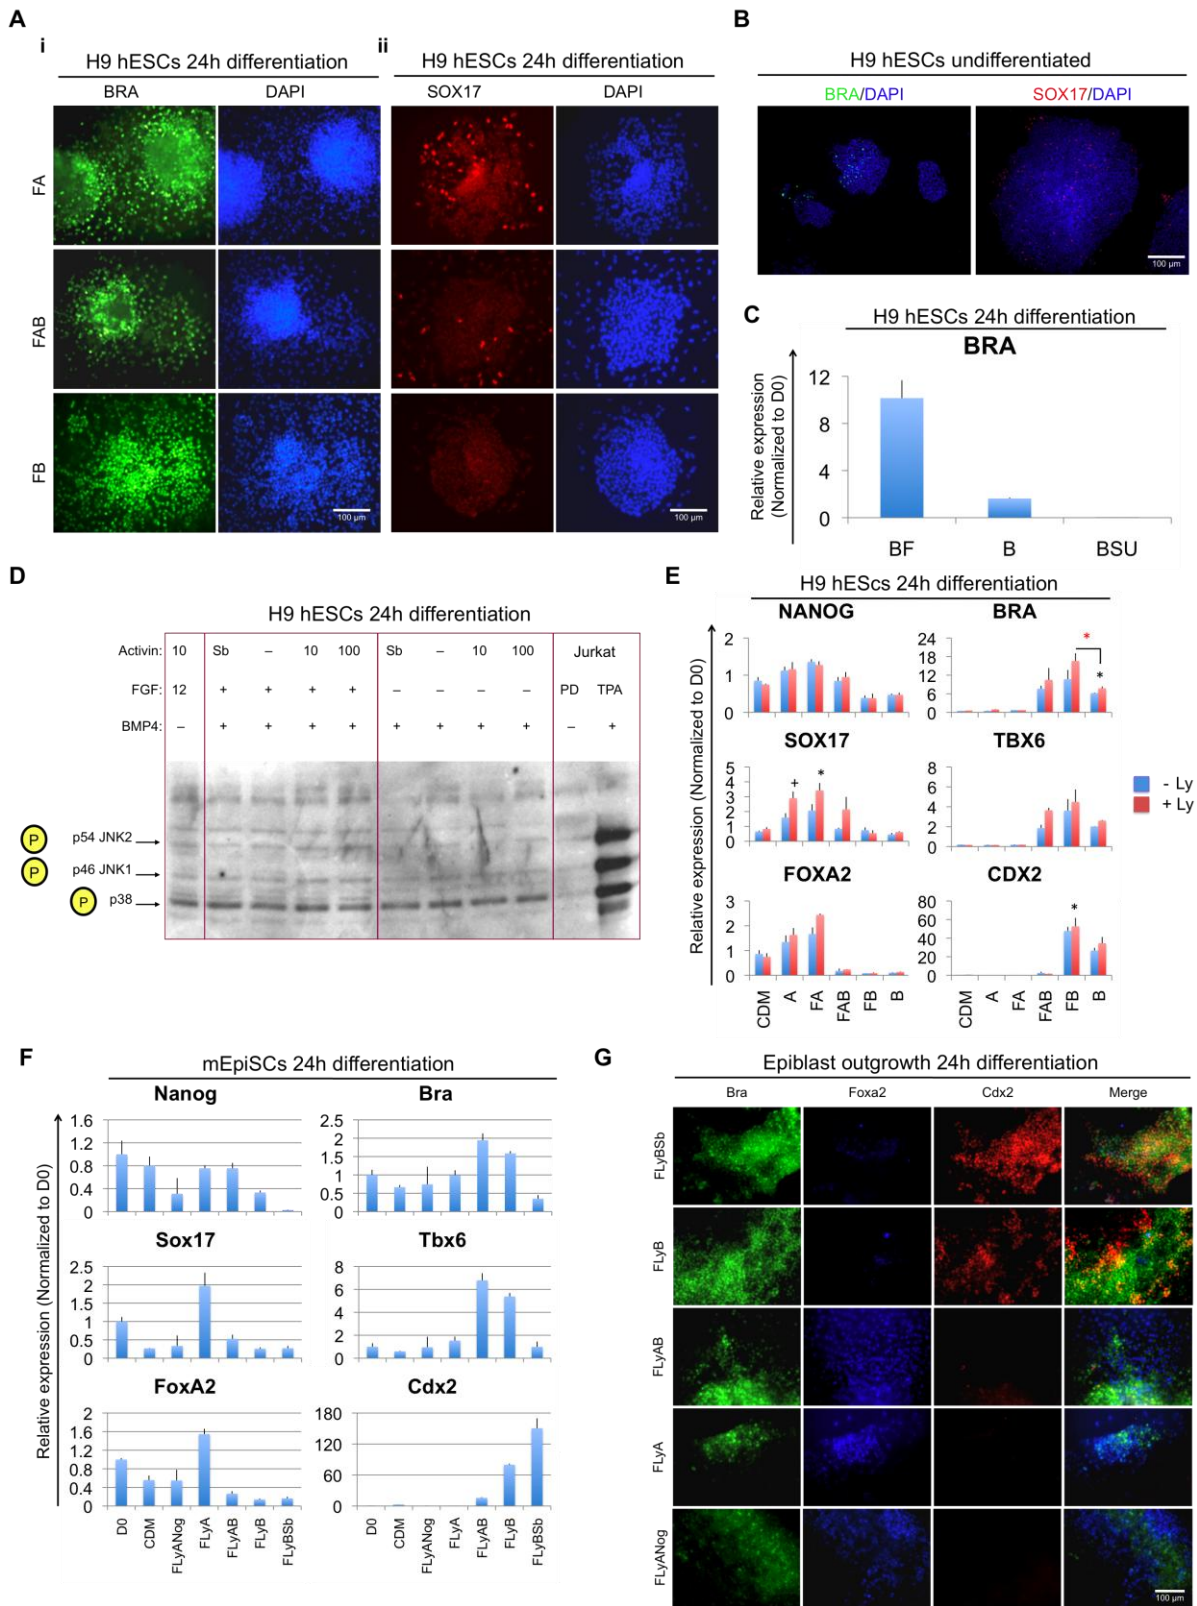 A
i
H9 hESCs 24h differentiation
BRA DAPI
FA
FAB
FB
100 µm
ii
H9 hESCs 24h differentiation
SOX17 DAPI
100 µm
B
H9 hESCs undifferentiated
BRA/DAPI SOX17/DAPI
100 µm
C
H9 hESCs 24h differentiation
BRA
Relative expression
(Normalized to D0)
12
8
4
0
BF B BSU
D
H9 hESCs 24h differentiation
Activin: 10 Sb – 10 100 Sb – 10 100 Jurkat
FGF: 12 + + + + – – – – PD TPA
BMP4: – + + + + + + + + – +
P p54 JNK2
P p46 JNK1
P p38
E
H9 hEScs 24h differentiation
Relative expression (Normalized to D0)
NANOG
2
1
0
BRA
24
18
12
6
0
*
*
SOX17
5
4
3
2
1
0
+
*
TBX6
8
6
4
2
0
FOXA2
3
2
1
0
CDX2
80
60
40
20
0
*
CDM A FA FAB FB B
CDM A FA FAB FB B
- Ly
+ Ly
F
mEpiSCs 24h differentiation
Relative expression (Normalized to D0)
Nanog
1.6
1.2
0.8
0.4
0
Bra
2.5
2
1.5
1
0.5
0
Sox17
2.5
2
1.5
1
0.5
0
Tbx6
8
6
4
2
0
FoxA2
2
1.6
1.2
0.8
0.4
0
Cdx2
180
120
60
0
D0 CDM FLyANog FLyA FLyAB FLyB FLyBSb
D0 CDM FLyANog FLyA FLyAB FLyB FLyBSb
G
Epiblast outgrowth 24h differentiation
Bra Foxa2 Cdx2 Merge
FLyBSb
FLyB
FLyAB
FLyA
FLyANog
100 µm